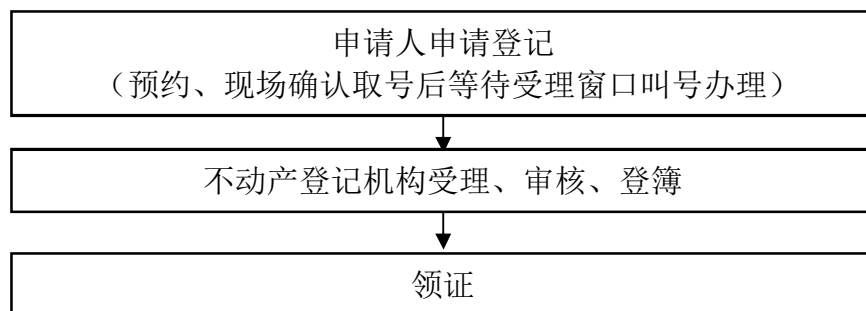 申请人申请登记
（预约、现场确认取号后等待受理窗口叫号办理）
不动产登记机构受理、审核、登簿
领证